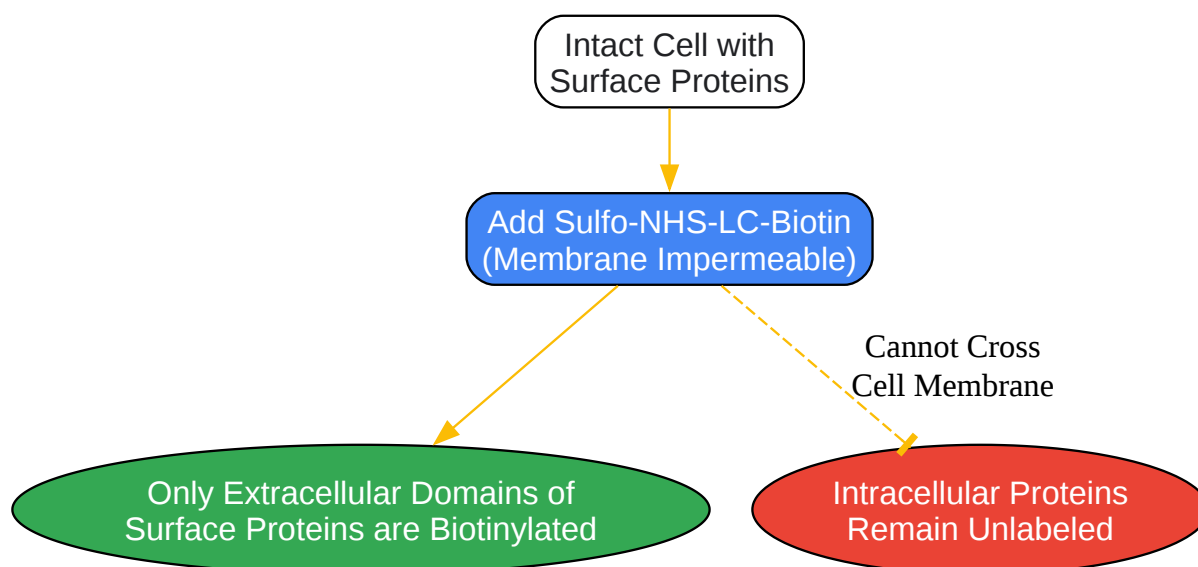 Intact Cell with
Surface Proteins
Add Sulfo-NHS-LC-Biotin
(Membrane Impermeable)
Cannot Cross
Cell Membrane
Only Extracellular Domains of
Surface Proteins are Biotinylated
Intracellular Proteins
Remain Unlabeled